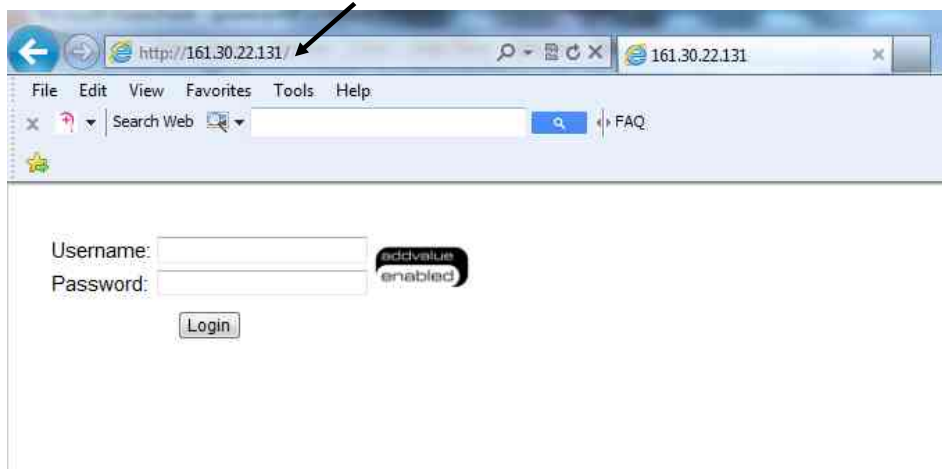 http://161.30.22.131/
161.30.22.131
File Edit View Favorites Tools Help
Search Web
FAQ
Username:
addvalue
enabled
Password:
Login